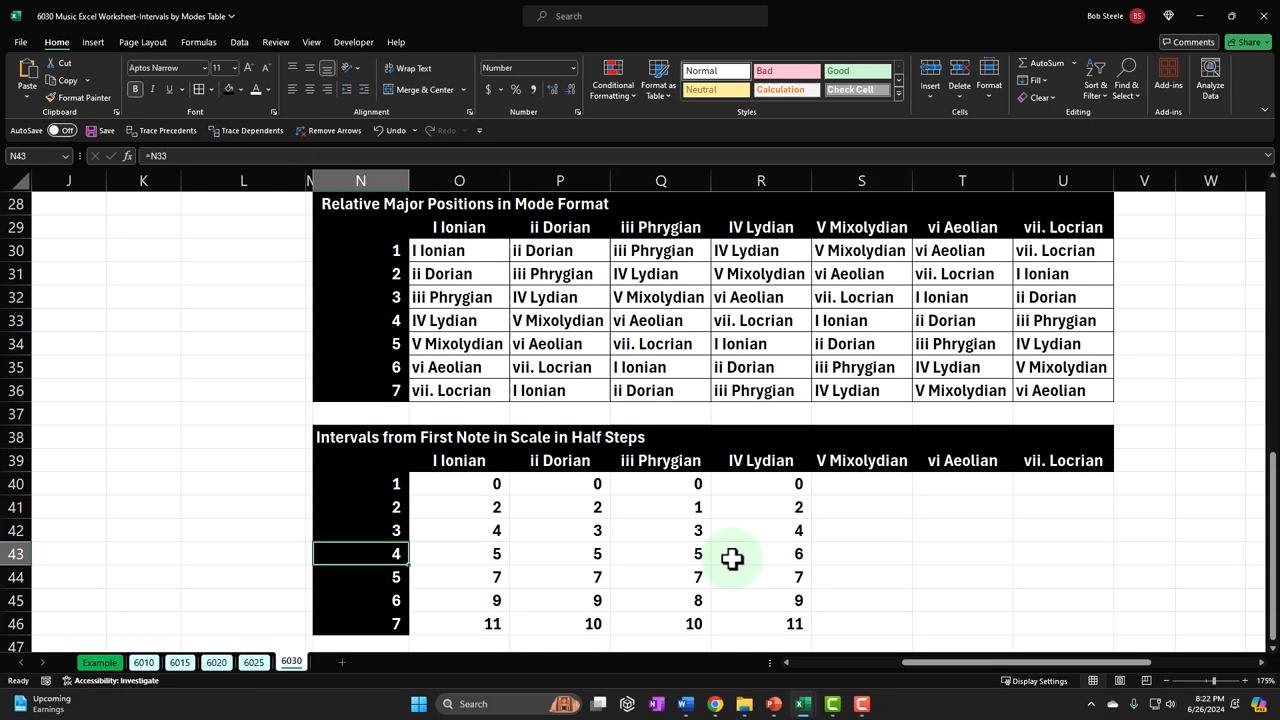 6030 Music Excel Worksheet-Intervals by Modes Table
Search
Bob Steele BS
File Home Insert Page Layout Formulas Data Review View Developer Help Comments Share
Paste Cut Copy Format Painter Clipboard
Aptos Narrow 11 Font
Wrap Text Merge & Center Alignment
Number $ % Number
Conditional Formatting Format as Table
Normal Bad Good
Neutral Calculation Check Cell
Styles
Insert Delete Format Cells
AutoSum Fill Clear Sort & Filter Find & Select Editing
Add-ins Add-ins
Analyze Data
AutoSave Off Save Trace Precedents Trace Dependents Remove Arrows Undo Redo
N43 fx =N33
J K L M N O P Q R S T U V W
28 Relative Major Positions in Mode Format
29 I Ionian ii Dorian iii Phrygian IV Lydian V Mixolydian vi Aeolian vii. Locrian
30 1 I Ionian ii Dorian iii Phrygian IV Lydian V Mixolydian vi Aeolian vii. Locrian
31 2 ii Dorian iii Phrygian IV Lydian V Mixolydian vi Aeolian vii. Locrian I Ionian
32 3 iii Phrygian IV Lydian V Mixolydian vi Aeolian vii. Locrian I Ionian ii Dorian
33 4 IV Lydian V Mixolydian vi Aeolian vii. Locrian I Ionian ii Dorian iii Phrygian
34 5 V Mixolydian vi Aeolian vii. Locrian I Ionian ii Dorian iii Phrygian IV Lydian
35 6 vi Aeolian vii. Locrian I Ionian ii Dorian iii Phrygian IV Lydian V Mixolydian
36 7 vii. Locrian I Ionian ii Dorian iii Phrygian IV Lydian V Mixolydian vi Aeolian
37
38 Intervals from First Note in Scale in Half Steps
39 I Ionian ii Dorian iii Phrygian IV Lydian V Mixolydian vi Aeolian vii. Locrian
40 1 0 0 0 0
41 2 2 2 1 2
42 3 4 3 3 4
43 4 5 5 5 6
44 5 7 7 7 7
45 6 9 9 8 9
46 7 11 10 10 11
47
Example 6010 6015 6020 6025 6030
Ready Accessibility: Investigate Display Settings 175%
Upcoming Earnings
Search
8:22 PM
6/26/2024